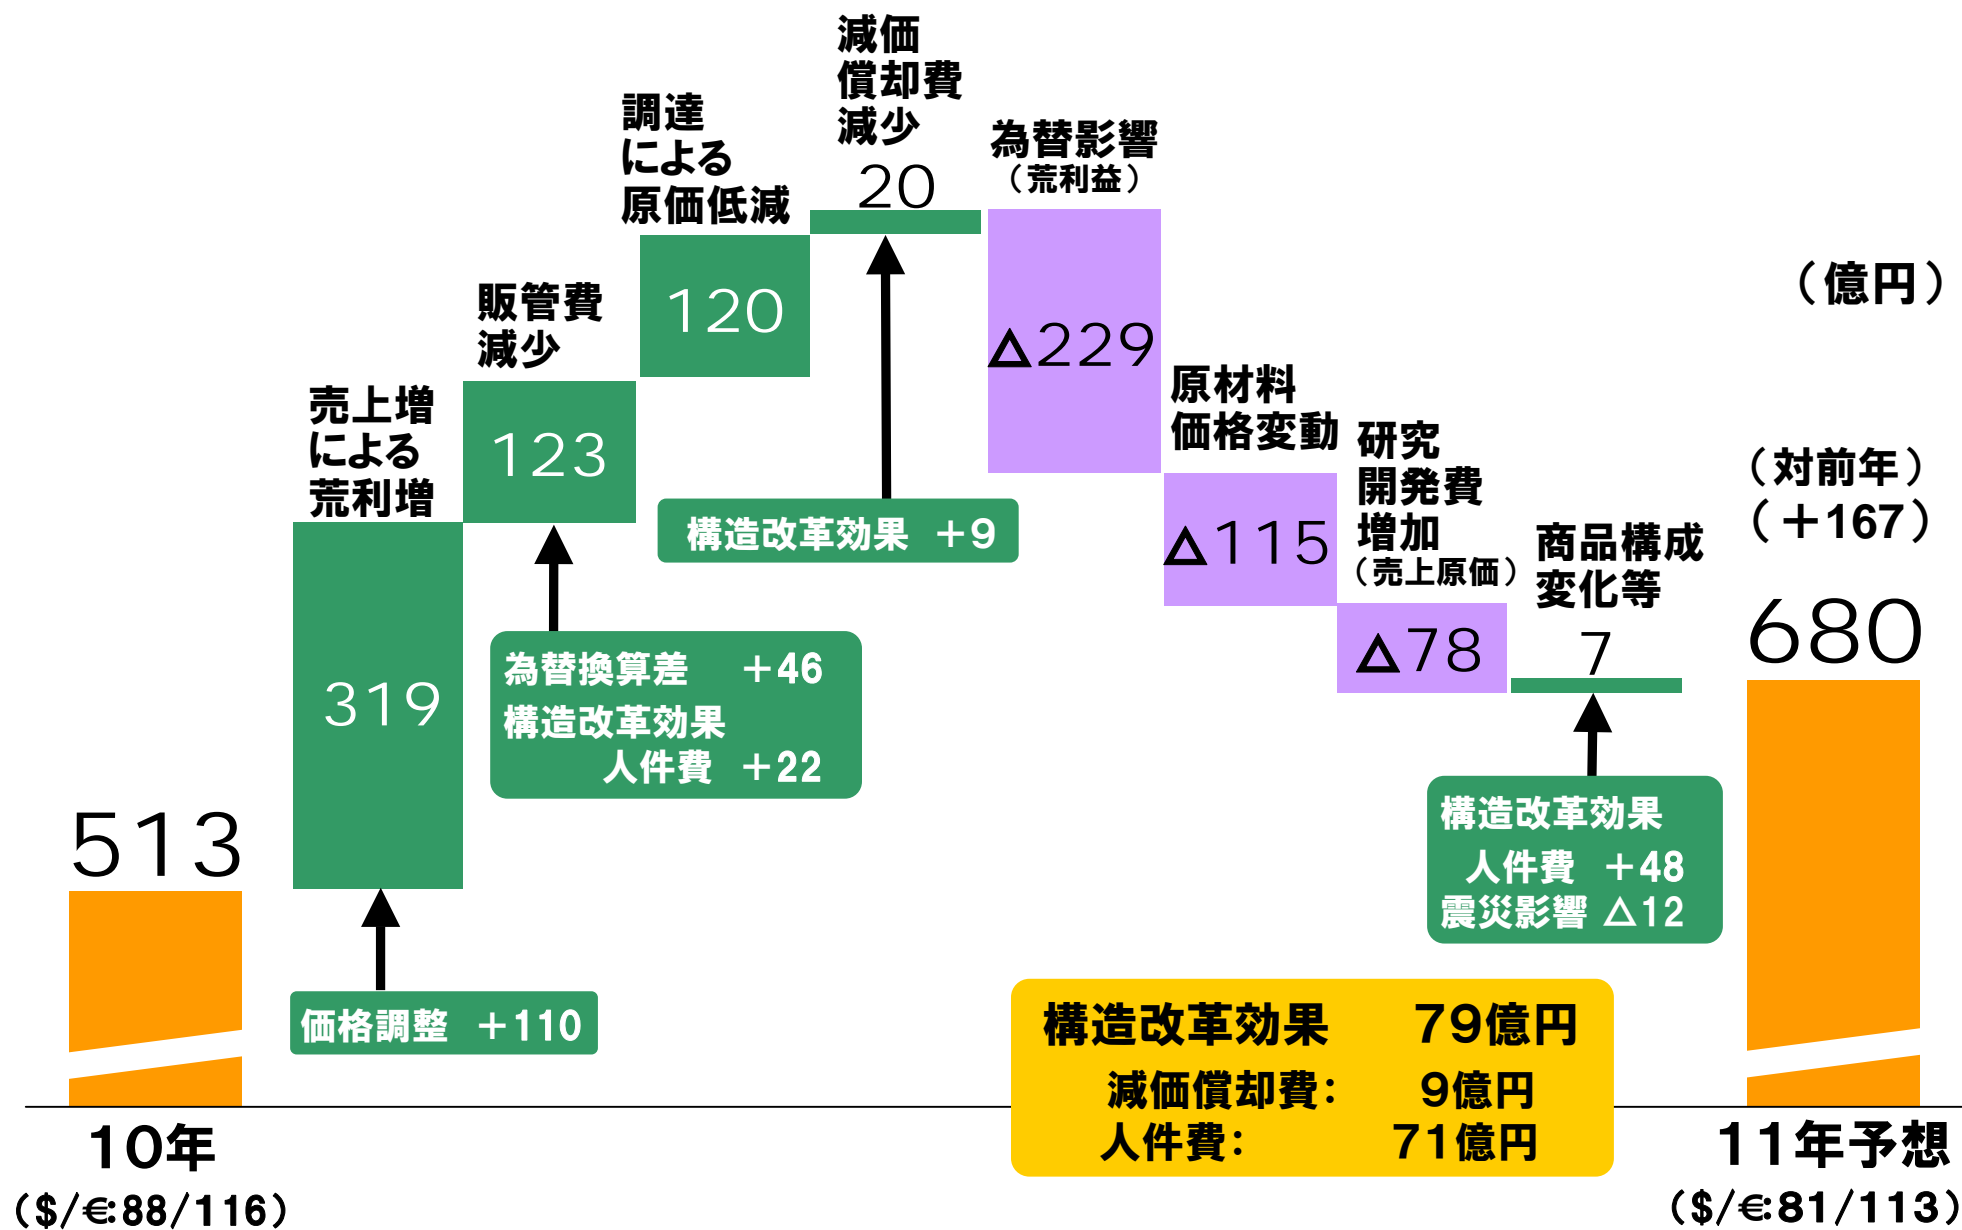 減価
償却費
減少
20
調達
による
原価低減
120
為替影響
（荒利益）
△229
（億円）
販管費
減少
123
売上増
による
荒利増
319
原材料
価格変動
△115
研究
開発費
増加
（売上原価）
△78
商品構成
変化等
7
（対前年）
（＋167）
680
構造改革効果 ＋9
為替換算差 ＋46
構造改革効果
人件費 ＋22
513
構造改革効果
人件費 ＋48
震災影響 △12
価格調整 ＋110
構造改革効果 79億円
減価償却費： 9億円
人件費： 71億円
10年
（$/€:88/116）
11年予想
（$/€:81/113）